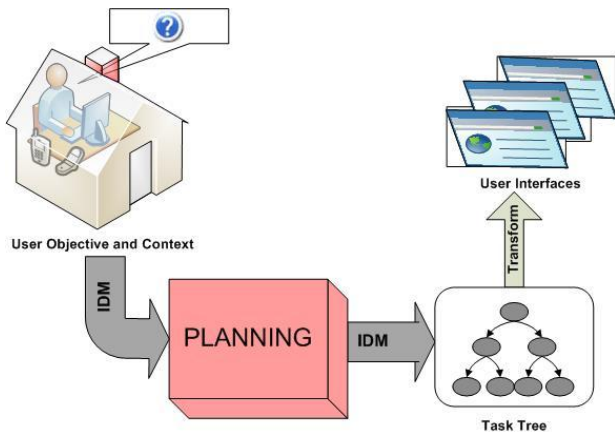 ?
User Interfaces
User Objective and Context
Transform
IDM
PLANNING
IDM
Task Tree